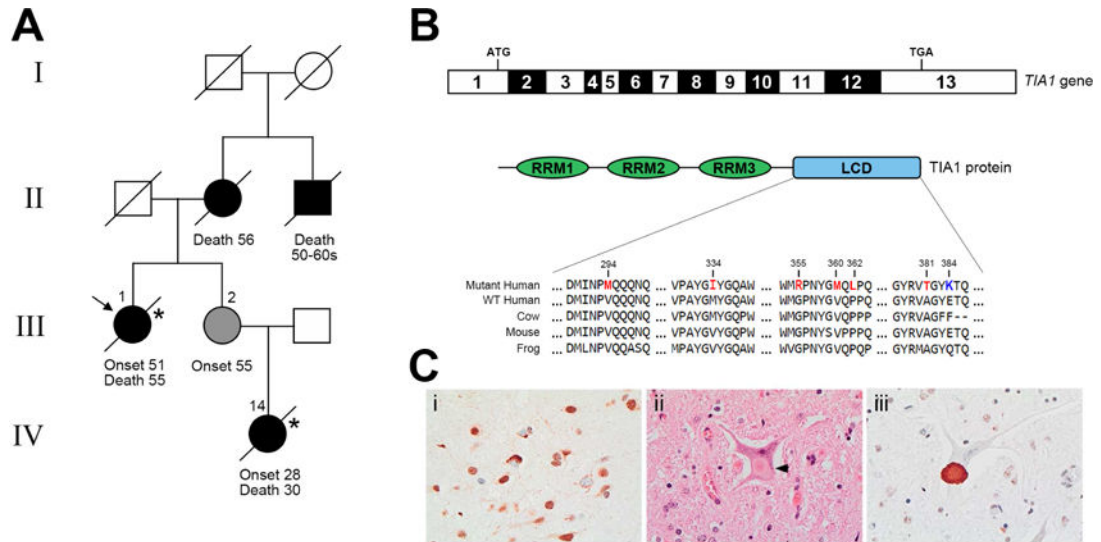 A
I
II
Death 56
Death
50-60s
1
*
2
III
Onset 51
Death 55
Onset 55
14
*
IV
Onset 28
Death 30
B
ATG
TGA
1 2 3 4 5 6 7 8 9 10 11 12 13
TIA1 gene
RRM1 RRM2 RRM3 LCD TIA1 protein
294 334 355 360 362 381 384
Mutant Human ...DMINPMQQQNQ ... VPAYGIYGQAW ... WMRPNYGMQLPQ ... GYRVTGYKTQ ...
WT Human ...DMINPVQQQNQ ... VPAYGMYGQAW ... WMGPNYGVQPPQ ... GYRVAGYETQ ...
Cow ...DMINPVQQQNQ ... VPAYGMYGQPW ... WMGPNYGVQPPP ... GYRVAGFF-- ...
Mouse ...DMINPVQQQNQ ... VPAYGMYGQPW ... WMGPNYSVPPPQ ... GYRVAGYETQ ...
Frog ...DMLNPVQQASQ ... MPAYGVYGQAW ... WVGPNYGVQPQP ... GYRMAGYQTQ ...
C
i
ii
iii